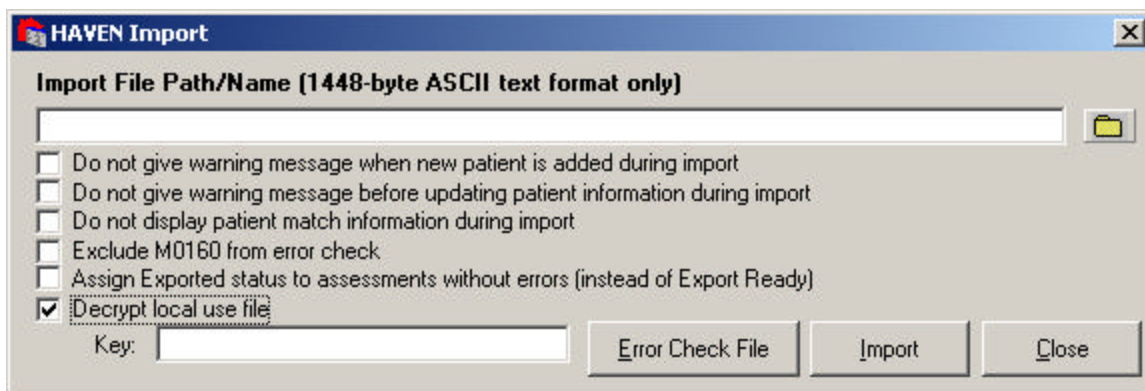 HAVEN Import
Import File Path/Name (1448-byte ASCII text format only)
Do not give warning message when new patient is added during import
Do not give warning message before updating patient information during import
Do not display patient match information during import
Exclude M0160 from error check
Assign Exported status to assessments without errors (instead of Export Ready)
Decrypt local use file
Key: Error Check File Import Close